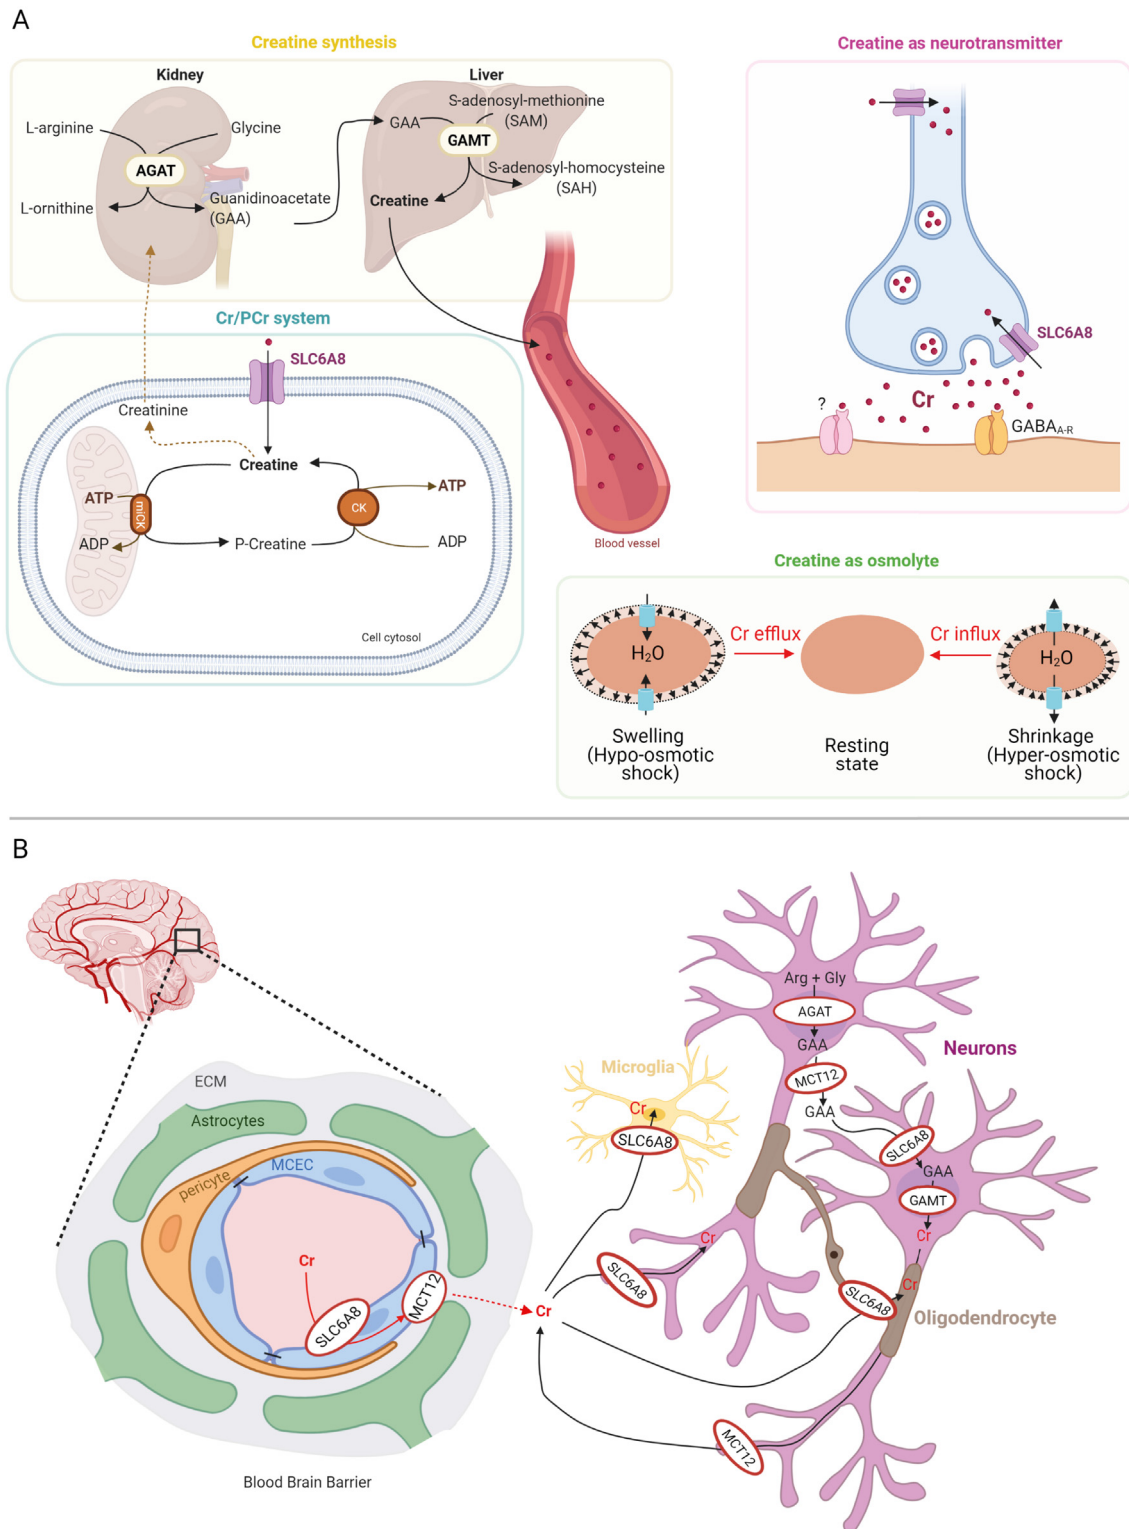 A
Creatine synthesis
Kidney
L-arginine
Glycine
AGAT
L-ornithine
Guanidinoacetate
(GAA)
Liver
S-adenosyl-methionine
(SAM)
GAA
GAMT
S-adenosyl-homocysteine
(SAH)
Creatine
Blood vessel
Cr/PCr system
SLC6A8
Creatinine
Creatine
ATP
miCK
ADP
P-Creatine
CK
ATP
ADP
Cell cytosol
Creatine as neurotransmitter
SLC6A8
Cr
?
GABAA-R
Creatine as osmolyte
H2O
Cr efflux
Cr influx
H2O
Swelling
(Hypo-osmotic
shock)
Resting
state
Shrinkage
(Hyper-osmotic
shock)
B
ECM
Astrocytes
MCEC
pericyte
Cr
SLC6A8
MCT12
Blood Brain Barrier
Cr
Microglia
Cr
SLC6A8
Arg + Gly
AGAT
GAA
MCT12
GAA
Neurons
SLC6A8
GAA
GAMT
Cr
Cr
SLC6A8
Cr
SLC6A8
Oligodendrocyte
MCT12